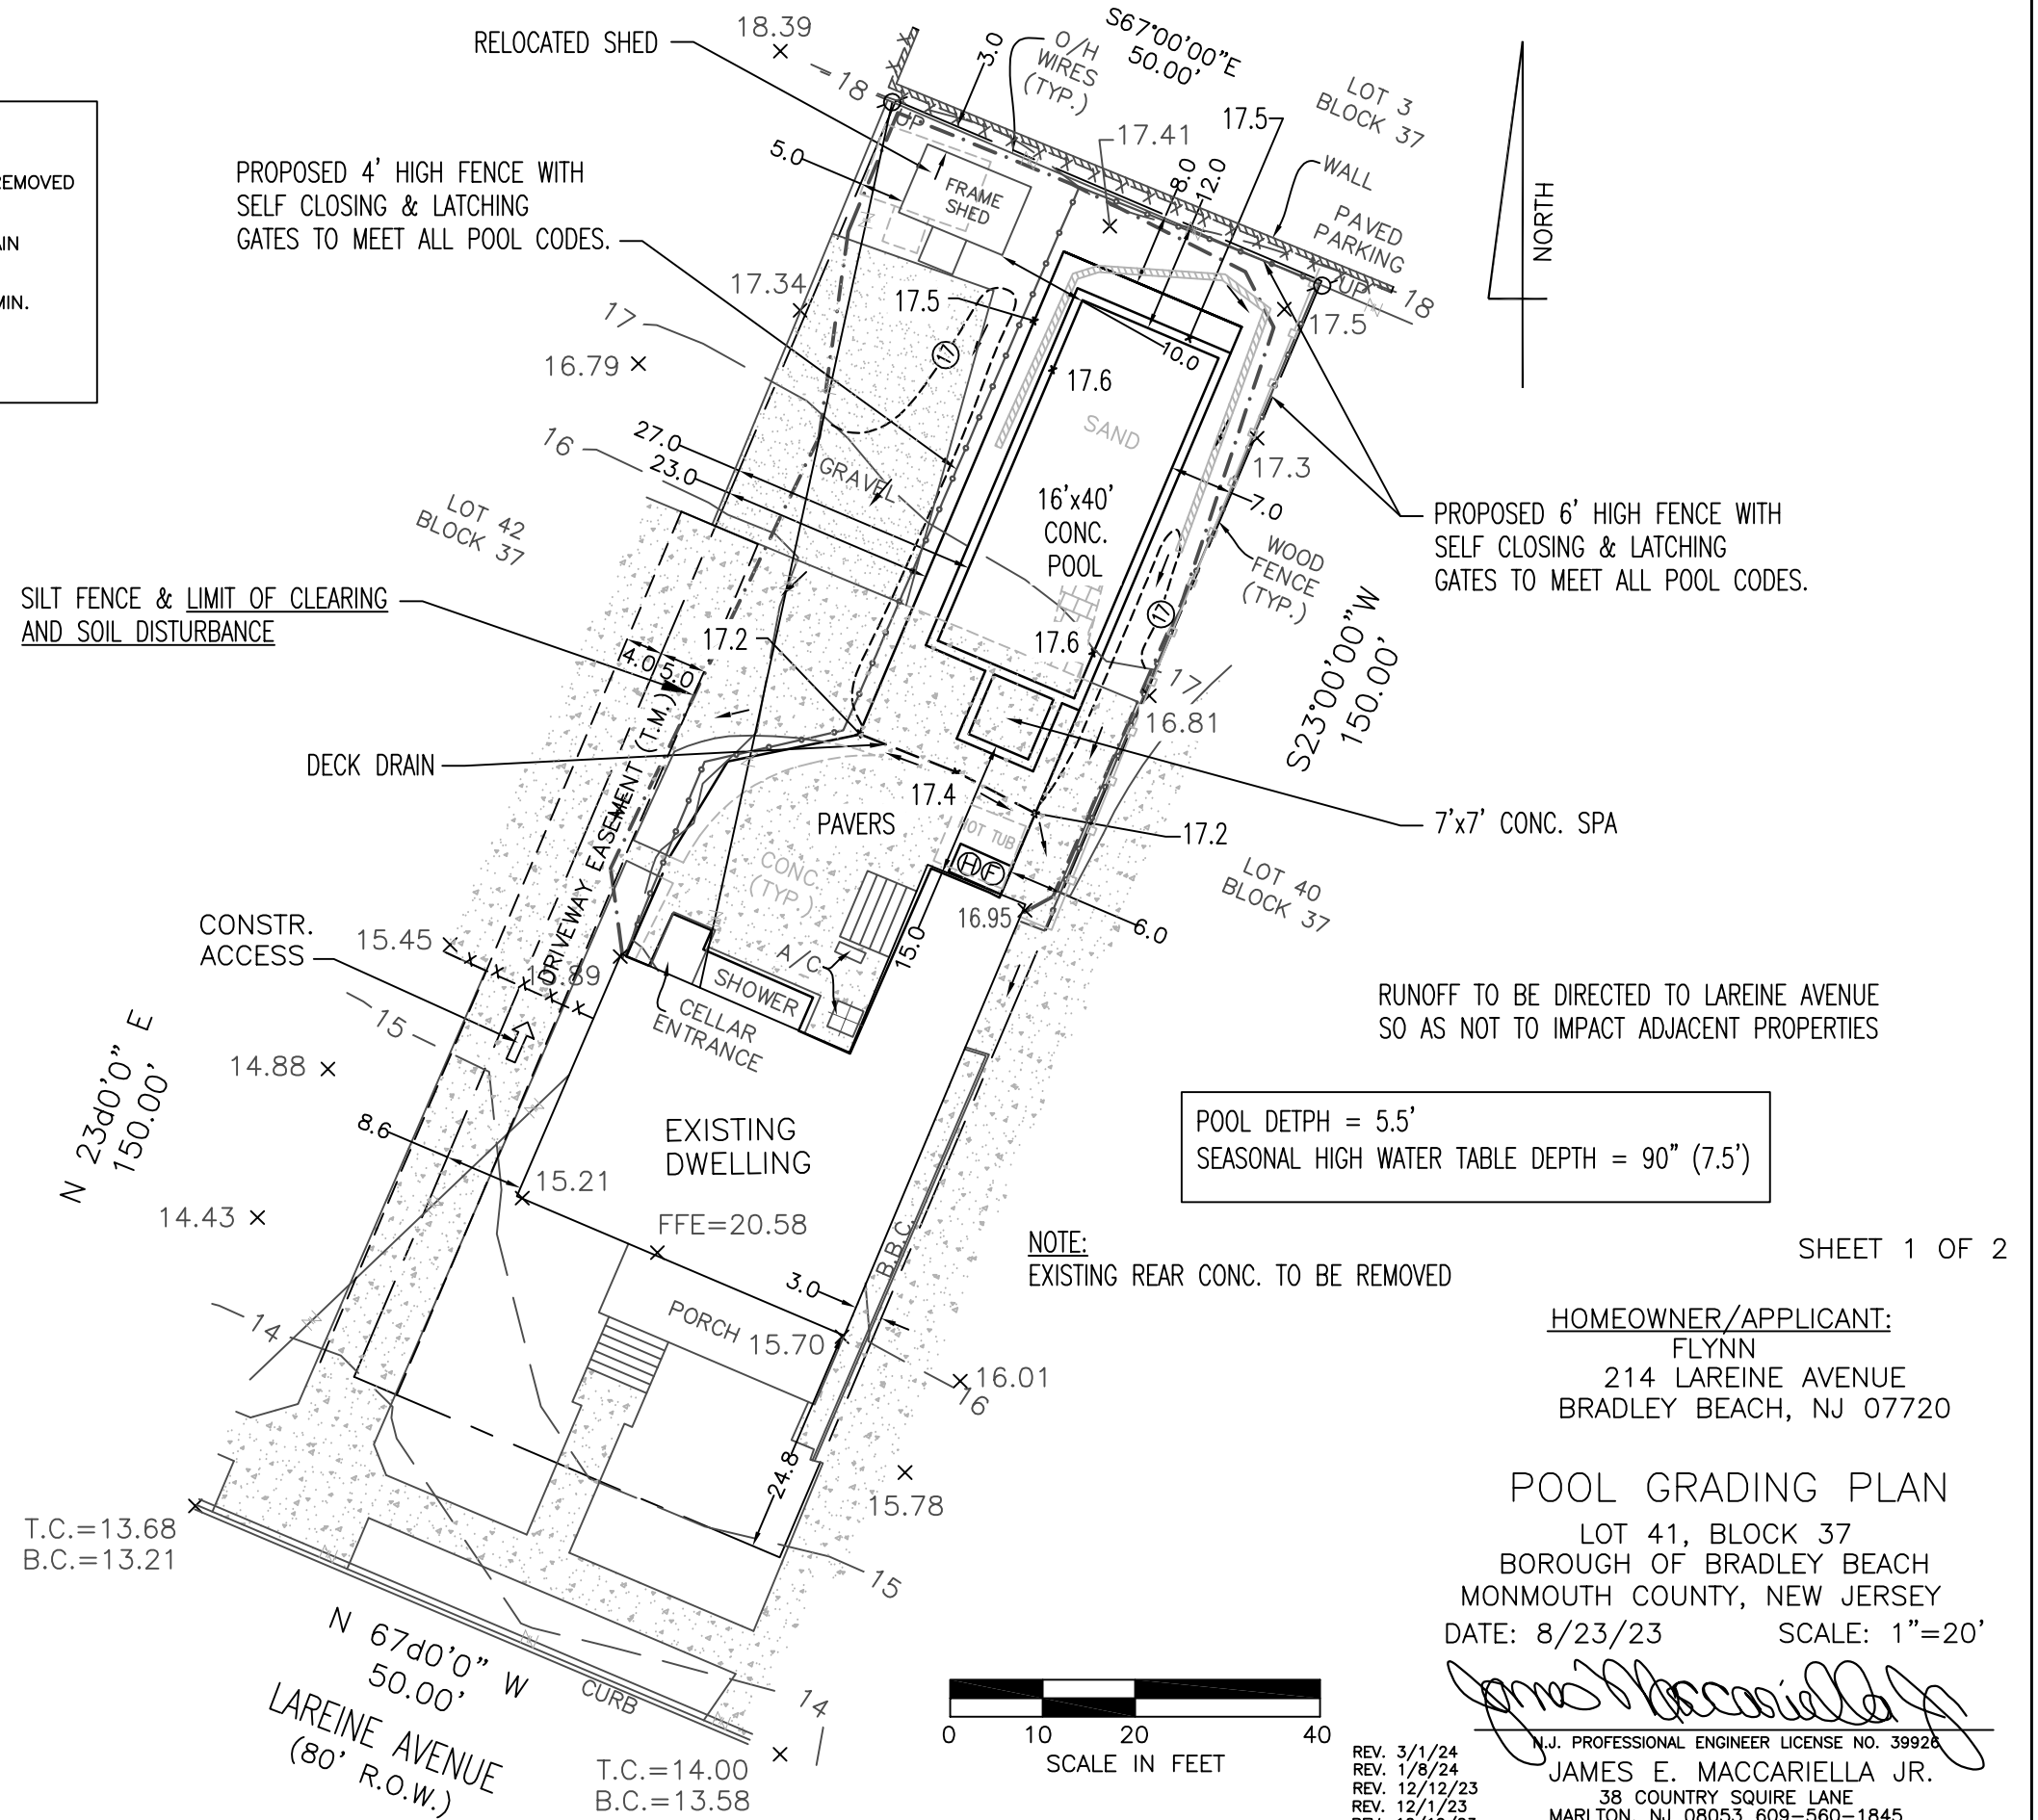 RELOCATED SHED
18.39
18
3.0
O/H
WIRES
(TYP.)
S67°00'00"E
50.00'
LOT 3
BLOCK 37
17.41
17.5
8.0
12.0
WALL
PAVED
PARKING
NORTH
REMOVED
MIN.
PROPOSED 4' HIGH FENCE WITH
SELF CLOSING & LATCHING
GATES TO MEET ALL POOL CODES.
5.0
UP
FRAME
SHED
UP
18
17.5
17.34
17
16.79
17.5
17
10.0
17.6
SAND
17.3
16
27.0
23.0
GRAVEL
16'x40'
CONC.
POOL
7.0
LOT 42
BLOCK 37
PROPOSED 6' HIGH FENCE WITH
SELF CLOSING & LATCHING
GATES TO MEET ALL POOL CODES.
WOOD
FENCE
(TYP.)
SILT FENCE & LIMIT OF CLEARING
AND SOIL DISTURBANCE
17.2
4.0
5.0
17
17.6
17
16.81
S23°00'00"W
150.00'
DECK DRAIN
DRIVEWAY EASEMENT (T.M.)
17.4
PAVERS
HOT TUB
17.2
7'x7' CONC. SPA
CONC
(TYP.)
H F
LOT 40
BLOCK 37
CONSTR.
ACCESS
15.45
15.89
16.95
6.0
15.0
A/C
SHOWER
CELLAR
ENTRANCE
15
RUNOFF TO BE DIRECTED TO LAREINE AVENUE
SO AS NOT TO IMPACT ADJACENT PROPERTIES
N 23d0'0" E
150.00'
14.88
8.6
EXISTING
DWELLING
POOL DETPH = 5.5'
SEASONAL HIGH WATER TABLE DEPTH = 90" (7.5')
15.21
14.43
FFE=20.58
B.B.C.
NOTE:
EXISTING REAR CONC. TO BE REMOVED
SHEET 1 OF 2
3.0
14
PORCH
15.70
16.01
16
HOMEOWNER/APPLICANT:
FLYNN
214 LAREINE AVENUE
BRADLEY BEACH, NJ 07720
24.8
15.78
T.C.=13.68
B.C.=13.21
15
POOL GRADING PLAN
LOT 41, BLOCK 37
BOROUGH OF BRADLEY BEACH
MONMOUTH COUNTY, NEW JERSEY
DATE: 8/23/23
SCALE: 1"=20'
N 67d0'0" W
50.00'
CURB
LAREINE AVENUE
(80' R.O.W.)
14
T.C.=14.00
B.C.=13.58
0 10 20 40
SCALE IN FEET
REV. 3/1/24
REV. 1/8/24
REV. 12/12/23
REV. 12/1/23
N.J. PROFESSIONAL ENGINEER LICENSE NO. 39926
JAMES E. MACCARIELLA JR.
38 COUNTRY SQUIRE LANE
MARLTON, NJ 08053 609-560-1845